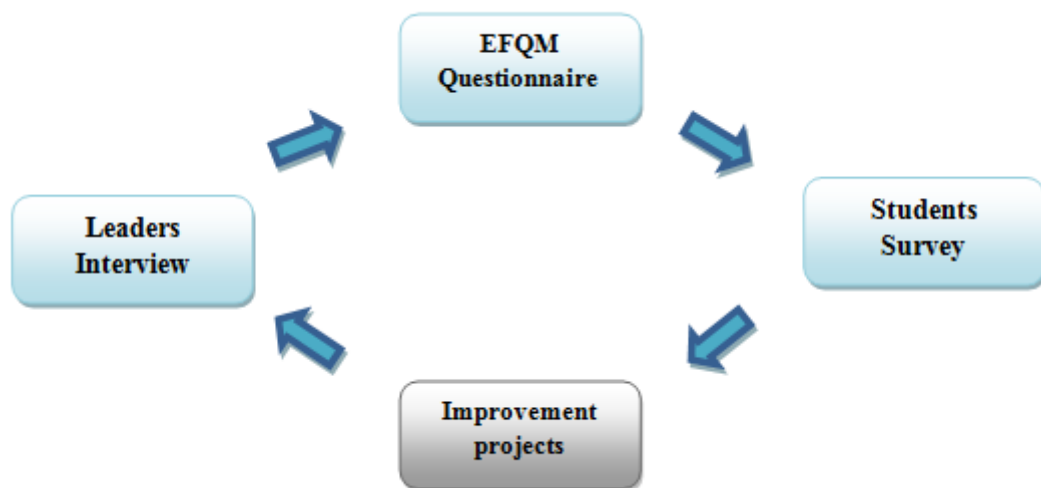 EFQM
Questionnaire
Students
Survey
Leaders
Interview
Improvement
projects